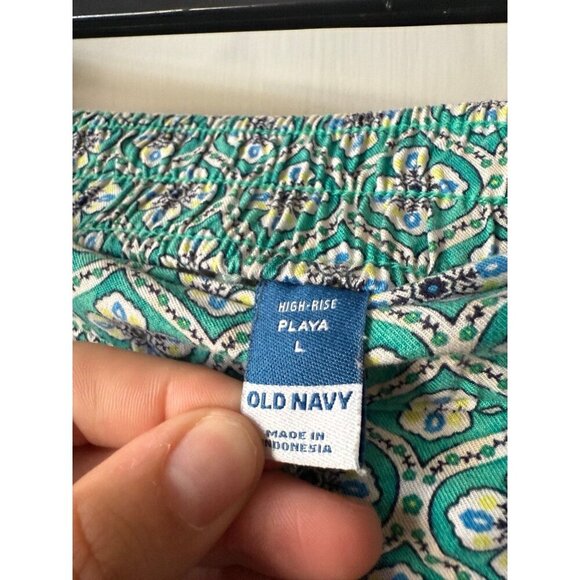 HIGH-RISE
PLAYA
L
OLD NAVY
MADE IN
INDONESIA